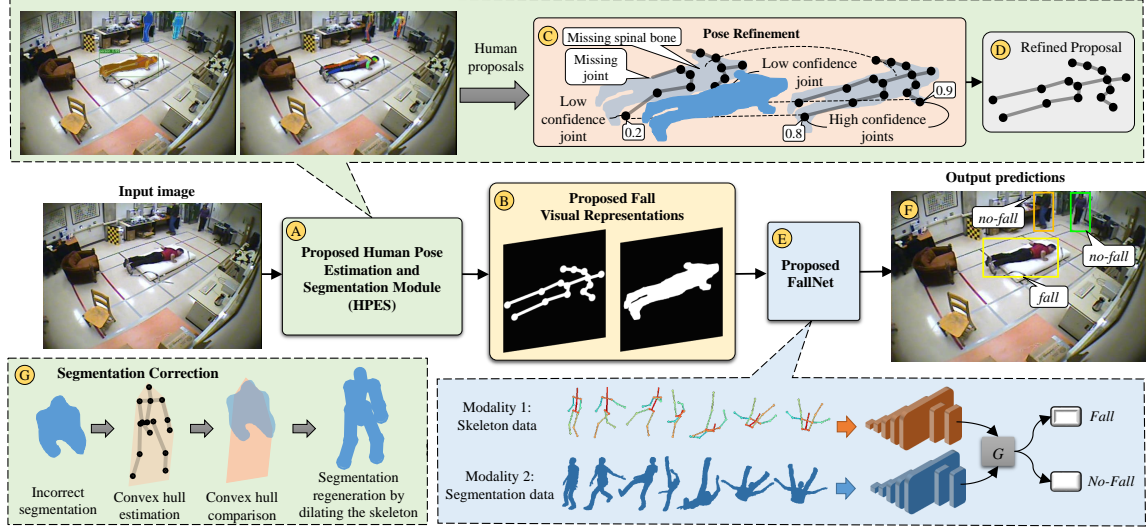 Human
proposals
C
Pose Refinement
Missing spinal bone
Missing
joint
Low confidence
joint
Low
confidence
joint
0.2
0.8
0.9
High confidence
joints
D
Refined Proposal
Input image
A
Proposed Human Pose
Estimation and
Segmentation Module
(HPES)
B
Proposed Fall
Visual Representations
E
Proposed
FallNet
Output predictions
F
no-fall
no-fall
fall
G
Segmentation Correction
Incorrect
segmentation
Convex hull
estimation
Convex hull
comparison
Segmentation
regeneration by
dilating the skeleton
Modality 1:
Skeleton data
Modality 2:
Segmentation data
G
Fall
No-Fall